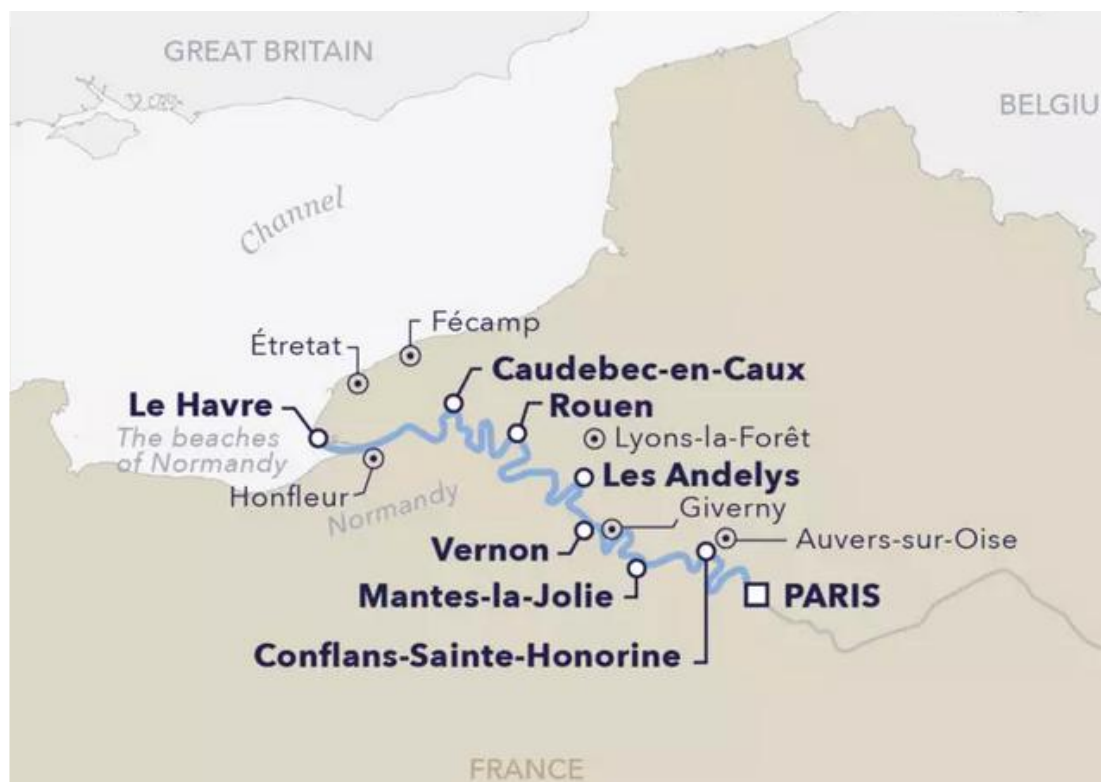 GREAT BRITAIN
BELGIU
Channel
Fécamp
Étretat
Caudebec-en-Caux
Le Havre
Rouen
The beaches
of Normandy
Lyons-la-Forêt
Les Andelys
Honfleur
Normandy
Giverny
Vernon
Auvers-sur-Oise
Mantes-la-Jolie
PARIS
Conflans-Sainte-Honorine
FRANCE